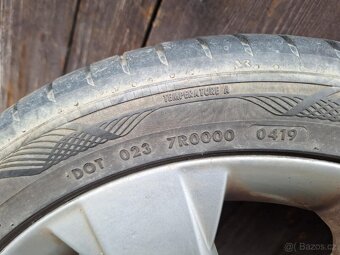 TEMPERATURE A
DOT 023 7R0000 0419
bazos.cz